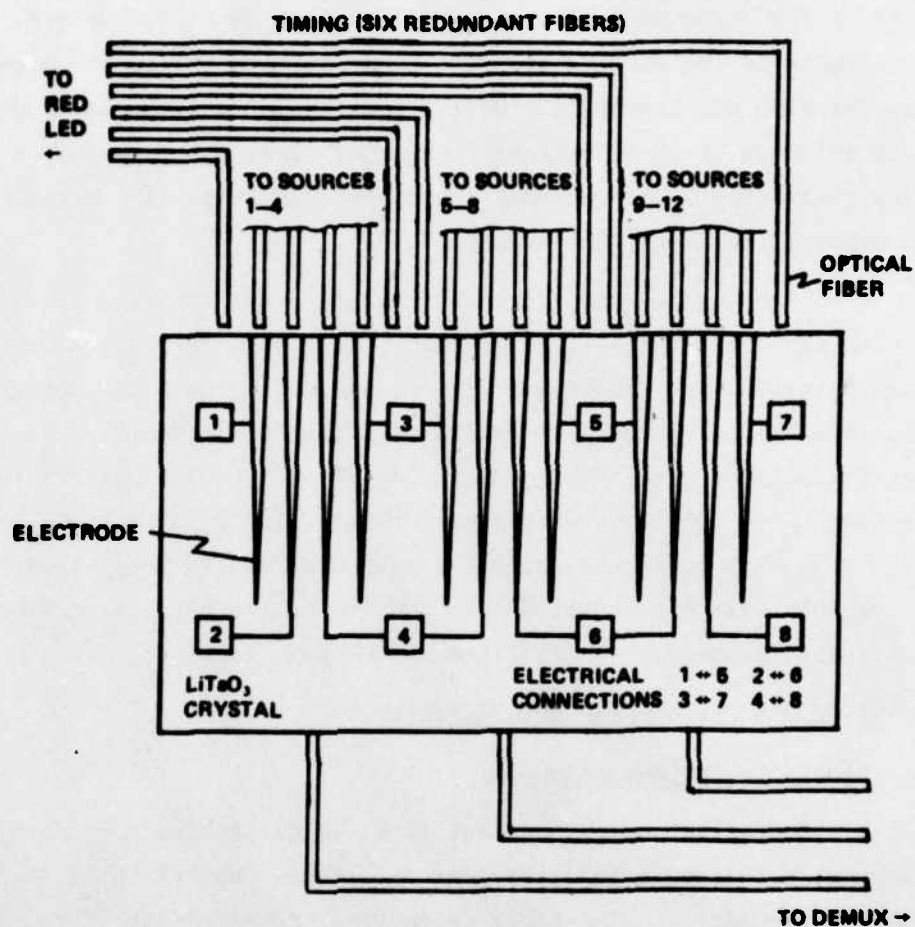 TIMING (SIX REDUNDANT FIBERS)
TO
RED
LED
←
TO SOURCES
1–4
TO SOURCES
5–8
TO SOURCES
9–12
OPTICAL
FIBER
1
3
5
7
ELECTRODE
2
4
6
8
LiTaO₃
CRYSTAL
ELECTRICAL 1 ↔ 5 2 ↔ 6
CONNECTIONS 3 ↔ 7 4 ↔ 8
TO DEMUX →